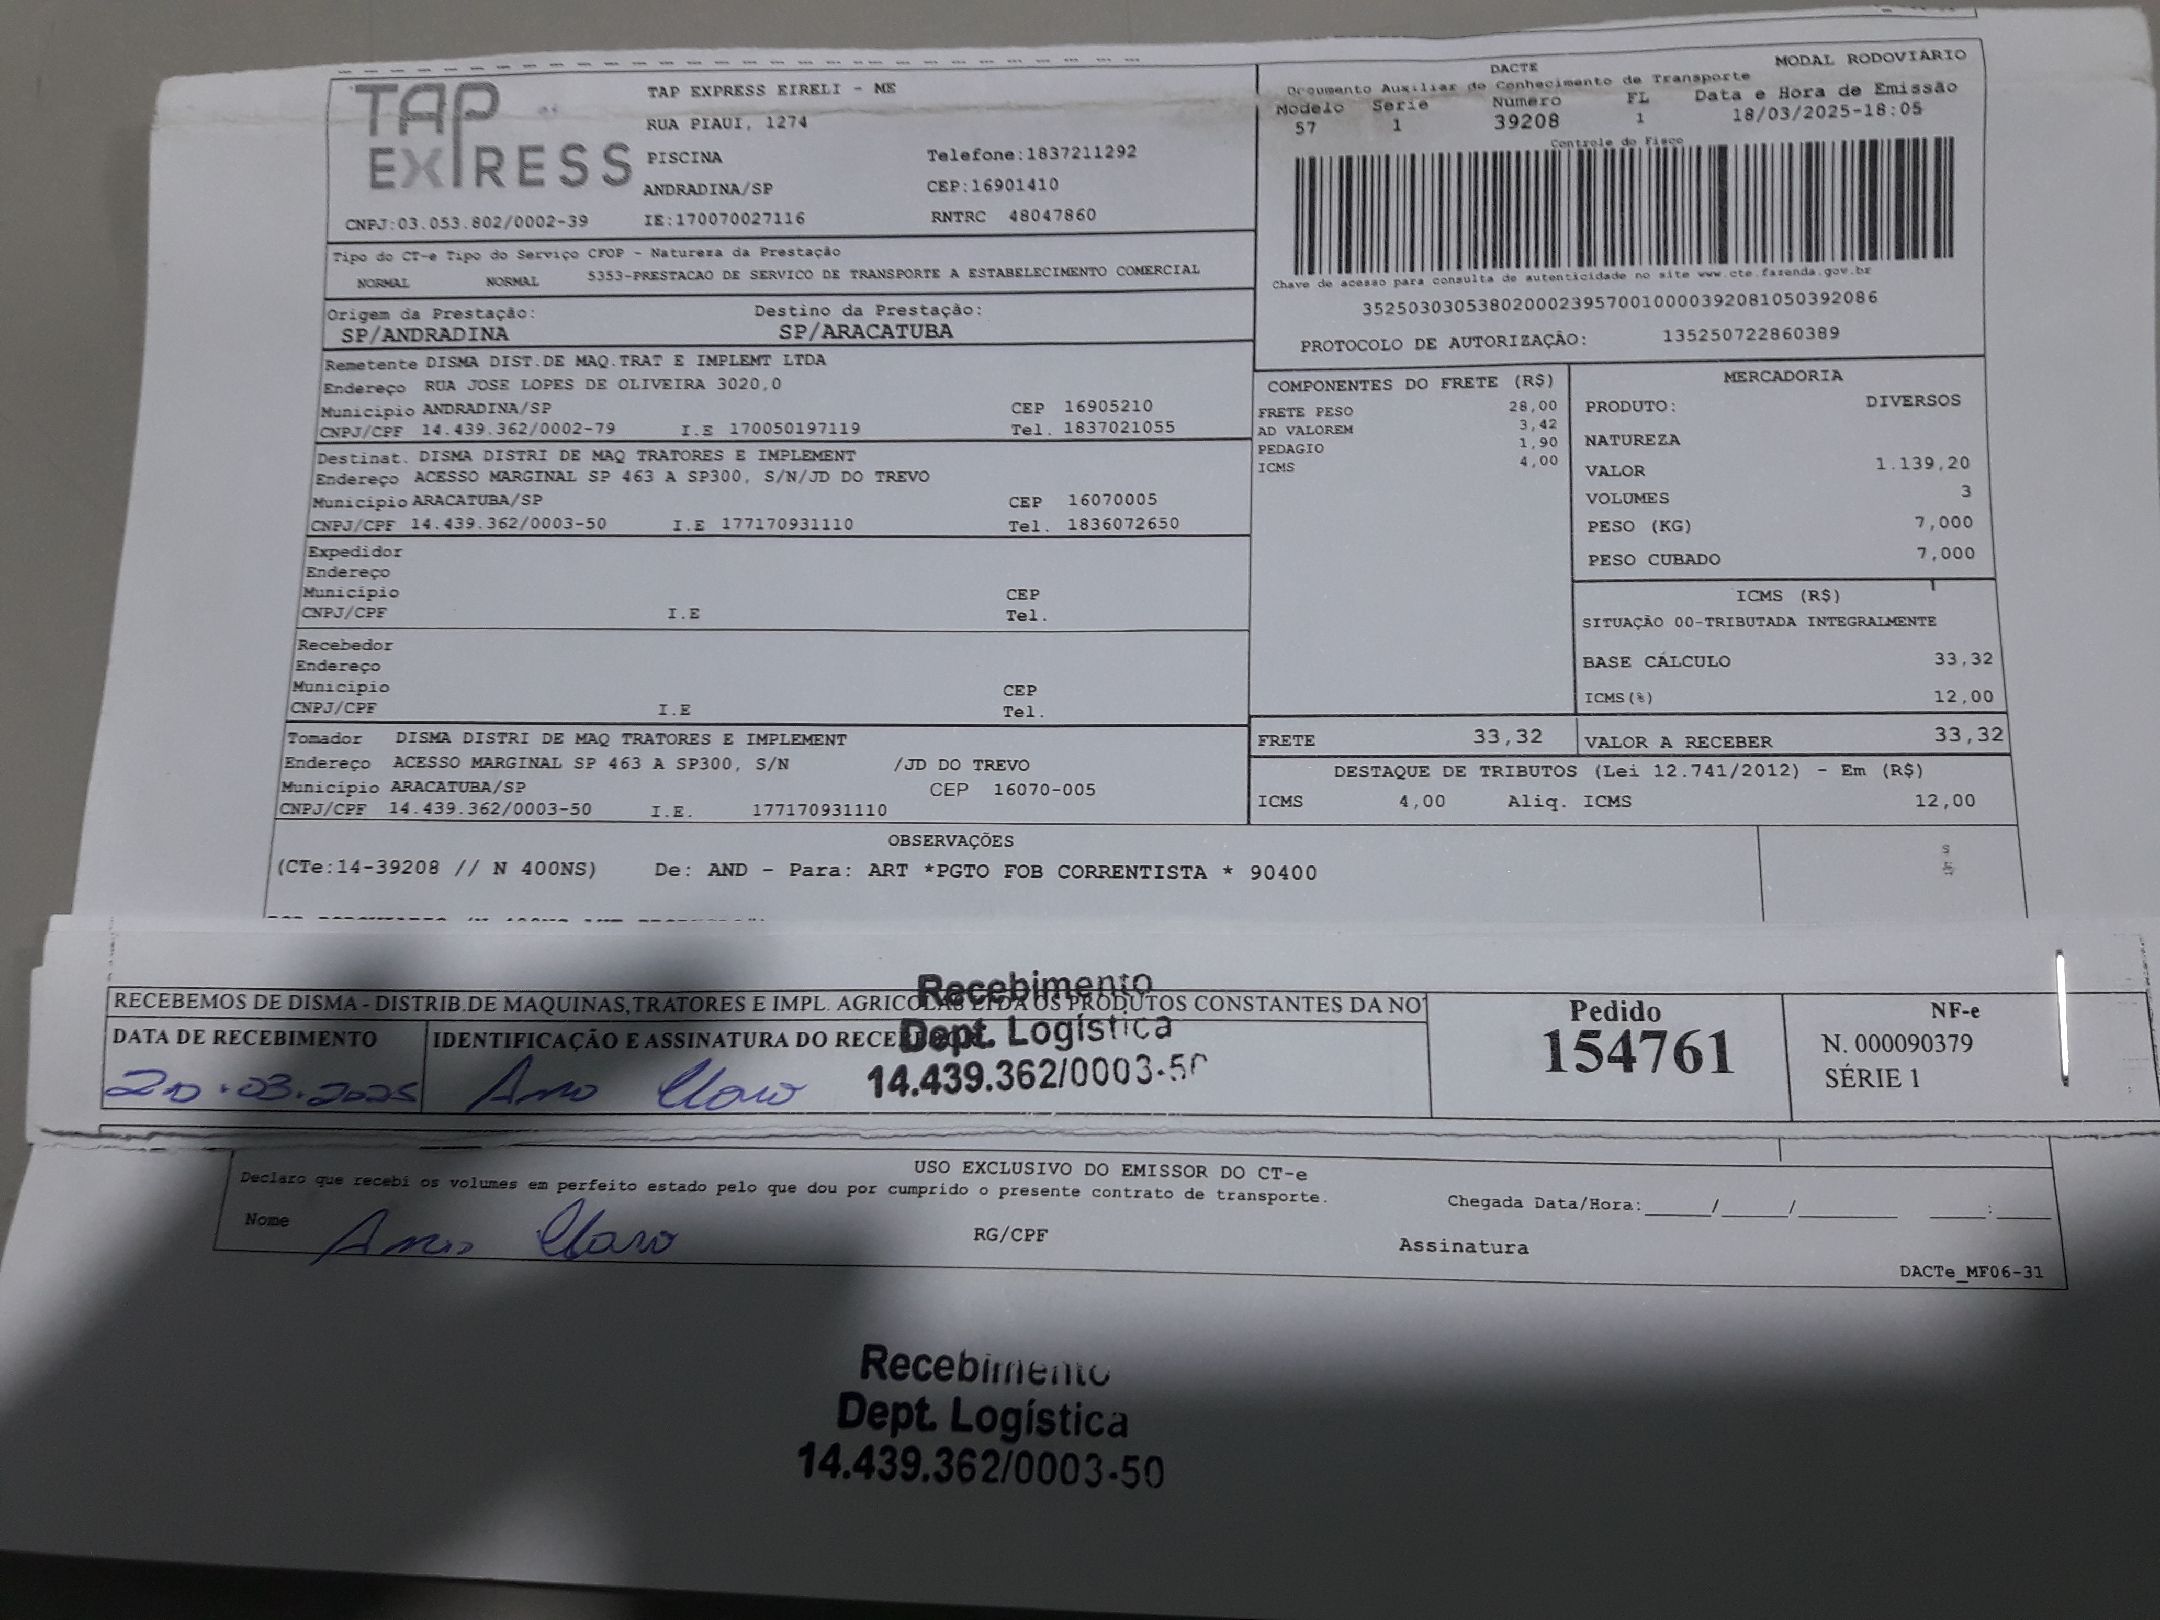 TAP EXPRESS
TAP EXPRESS EIRELI - ME
RUA PIAUI, 1274
PISCINA Telefone:1837211292
ANDRADINA/SP CEP:16901410
CNPJ:03.053.802/0002-39 IE:170070027116 RNTRC 48047860
DACTE MODAL RODOVIÁRIO
Documento Auxiliar do Conhecimento de Transporte
Modelo Serie Número FL Data e Hora de Emissão
57 1 39208 1 18/03/2025-18:05
Controle do Fisco
Chave de acesso para consulta de autenticidade no site www.cte.fazenda.gov.br
35250303053802000239570010000392081050392086
PROTOCOLO DE AUTORIZAÇÃO: 135250722860389
Tipo do CT-e Tipo do Serviço CFOP - Natureza da Prestação
NORMAL NORMAL 5353-PRESTACAO DE SERVICO DE TRANSPORTE A ESTABELECIMENTO COMERCIAL
Origem da Prestação: Destino da Prestação:
SP/ANDRADINA SP/ARACATUBA
Remetente DISMA DIST.DE MAQ.TRAT E IMPLEMT LTDA
Endereço RUA JOSE LOPES DE OLIVEIRA 3020,0
Municipio ANDRADINA/SP CEP 16905210
CNPJ/CPF 14.439.362/0002-79 I.E 170050197119 Tel. 1837021055
Destinat. DISMA DISTRI DE MAQ TRATORES E IMPLEMENT
Endereço ACESSO MARGINAL SP 463 A SP300, S/N/JD DO TREVO
Município ARACATUBA/SP CEP 16070005
CNPJ/CPF 14.439.362/0003-50 I.E 177170931110 Tel. 1836072650
Expedidor
Endereço
Município CEP
CNPJ/CPF I.E Tel.
Recebedor
Endereço
Município CEP
CNPJ/CPF I.E Tel.
Tomador DISMA DISTRI DE MAQ TRATORES E IMPLEMENT
Endereço ACESSO MARGINAL SP 463 A SP300, S/N /JD DO TREVO
Município ARACATUBA/SP CEP 16070-005
CNPJ/CPF 14.439.362/0003-50 I.E. 177170931110
COMPONENTES DO FRETE (R$)
FRETE PESO 28,00
AD VALOREM 3,42
PEDAGIO 1,90
ICMS 4,00
MERCADORIA
PRODUTO: DIVERSOS
NATUREZA
VALOR 1.139,20
VOLUMES 3
PESO (KG) 7,000
PESO CUBADO 7,000
ICMS (R$)
SITUAÇÃO 00-TRIBUTADA INTEGRALMENTE
BASE CÁLCULO 33,32
ICMS(%) 12,00
FRETE 33,32 VALOR A RECEBER 33,32
DESTAQUE DE TRIBUTOS (Lei 12.741/2012) - Em (R$)
ICMS 4,00 Aliq. ICMS 12,00
OBSERVAÇÕES
(CTe:14-39208 // N 400NS) De: AND - Para: ART *PGTO FOB CORRENTISTA * 90400
RECEBEMOS DE DISMA - DISTRIB.DE MAQUINAS,TRATORES E IMPL. AGRICOLAS LTDA OS PRODUTOS CONSTANTES DA NO
DATA DE RECEBIMENTO IDENTIFICAÇÃO E ASSINATURA DO RECE
20.03.2025
Recebimento
Dept. Logística
14.439.362/0003-50
Pedido
154761
NF-e
N. 000090379
SÉRIE 1
USO EXCLUSIVO DO EMISSOR DO CT-e
Declaro que recebi os volumes em perfeito estado pelo que dou por cumprido o presente contrato de transporte.
Chegada Data/Hora:_____/_____/_______ ____:____
Nome RG/CPF Assinatura
DACTe_MF06-31
Recebimento
Dept. Logística
14.439.362/0003-50